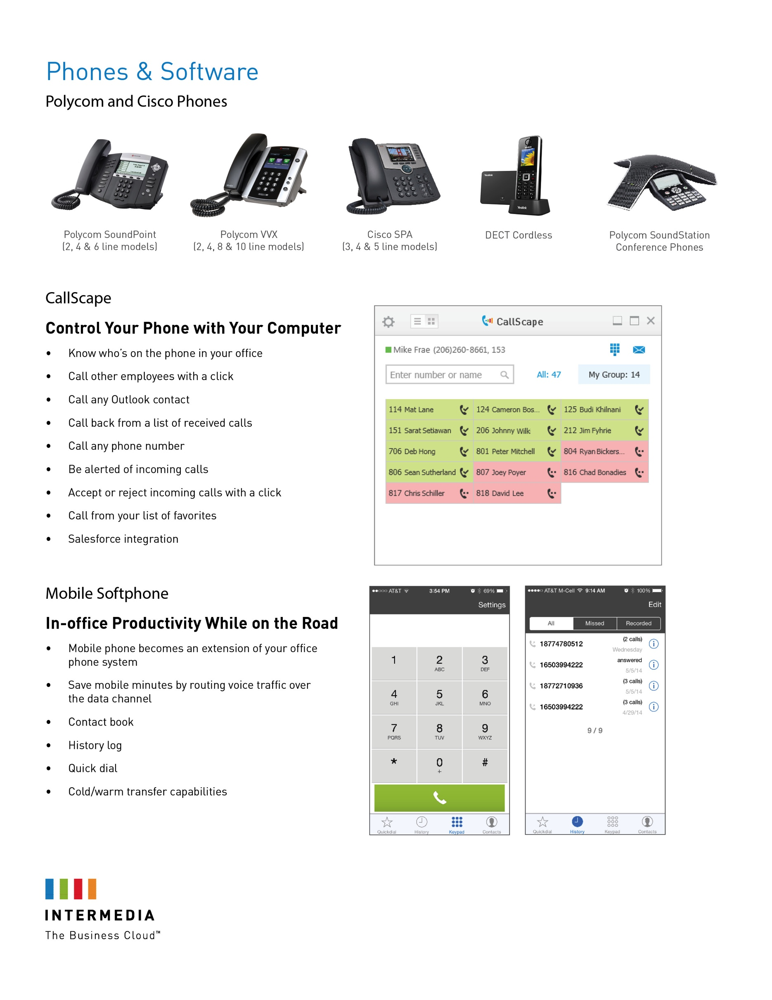 Phones & Software
Polycom and Cisco Phones
Yealink
Yealink
Yealink
Polycom SoundPoint
(2, 4 & 6 line models)
Polycom VVX
(2, 4, 8 & 10 line models)
Cisco SPA
(3, 4 & 5 line models)
DECT Cordless
Polycom SoundStation
Conference Phones
CallScape
Control Your Phone with Your Computer
• Know who's on the phone in your office
• Call other employees with a click
• Call any Outlook contact
• Call back from a list of received calls
• Call any phone number
• Be alerted of incoming calls
• Accept or reject incoming calls with a click
• Call from your list of favorites
• Salesforce integration
CallScape
Mike Frae (206)260-8661, 153
Enter number or name All: 47 My Group: 14
114 Mat Lane 124 Cameron Bos... 125 Budi Khilnani
151 Sarat Setiawan 206 Johnny Wilk 212 Jim Fyhrie
706 Deb Hong 801 Peter Mitchell 804 Ryan Bickers...
806 Sean Sutherland 807 Joey Poyer 816 Chad Bonadies
817 Chris Schiller 818 David Lee
Mobile Softphone
In-office Productivity While on the Road
• Mobile phone becomes an extension of your office
phone system
• Save mobile minutes by routing voice traffic over
the data channel
• Contact book
• History log
• Quick dial
• Cold/warm transfer capabilities
AT&T 3:54 PM 69%
Settings
1 2 3
ABC DEF
4 5 6
GHI JKL MNO
7 8 9
PQRS TUV WXYZ
* 0 #
+
Quickdial History Keypad Contacts
AT&T M-Cell 9:14 AM 100%
Edit
All Missed Recorded
18774780512 (2 calls)
Wednesday
16503994222 answered
5/5/14
18772710936 (3 calls)
5/5/14
16503994222 (3 calls)
4/29/14
9 / 9
Quickdial History Keypad Contacts
INTERMEDIA
The Business Cloud™